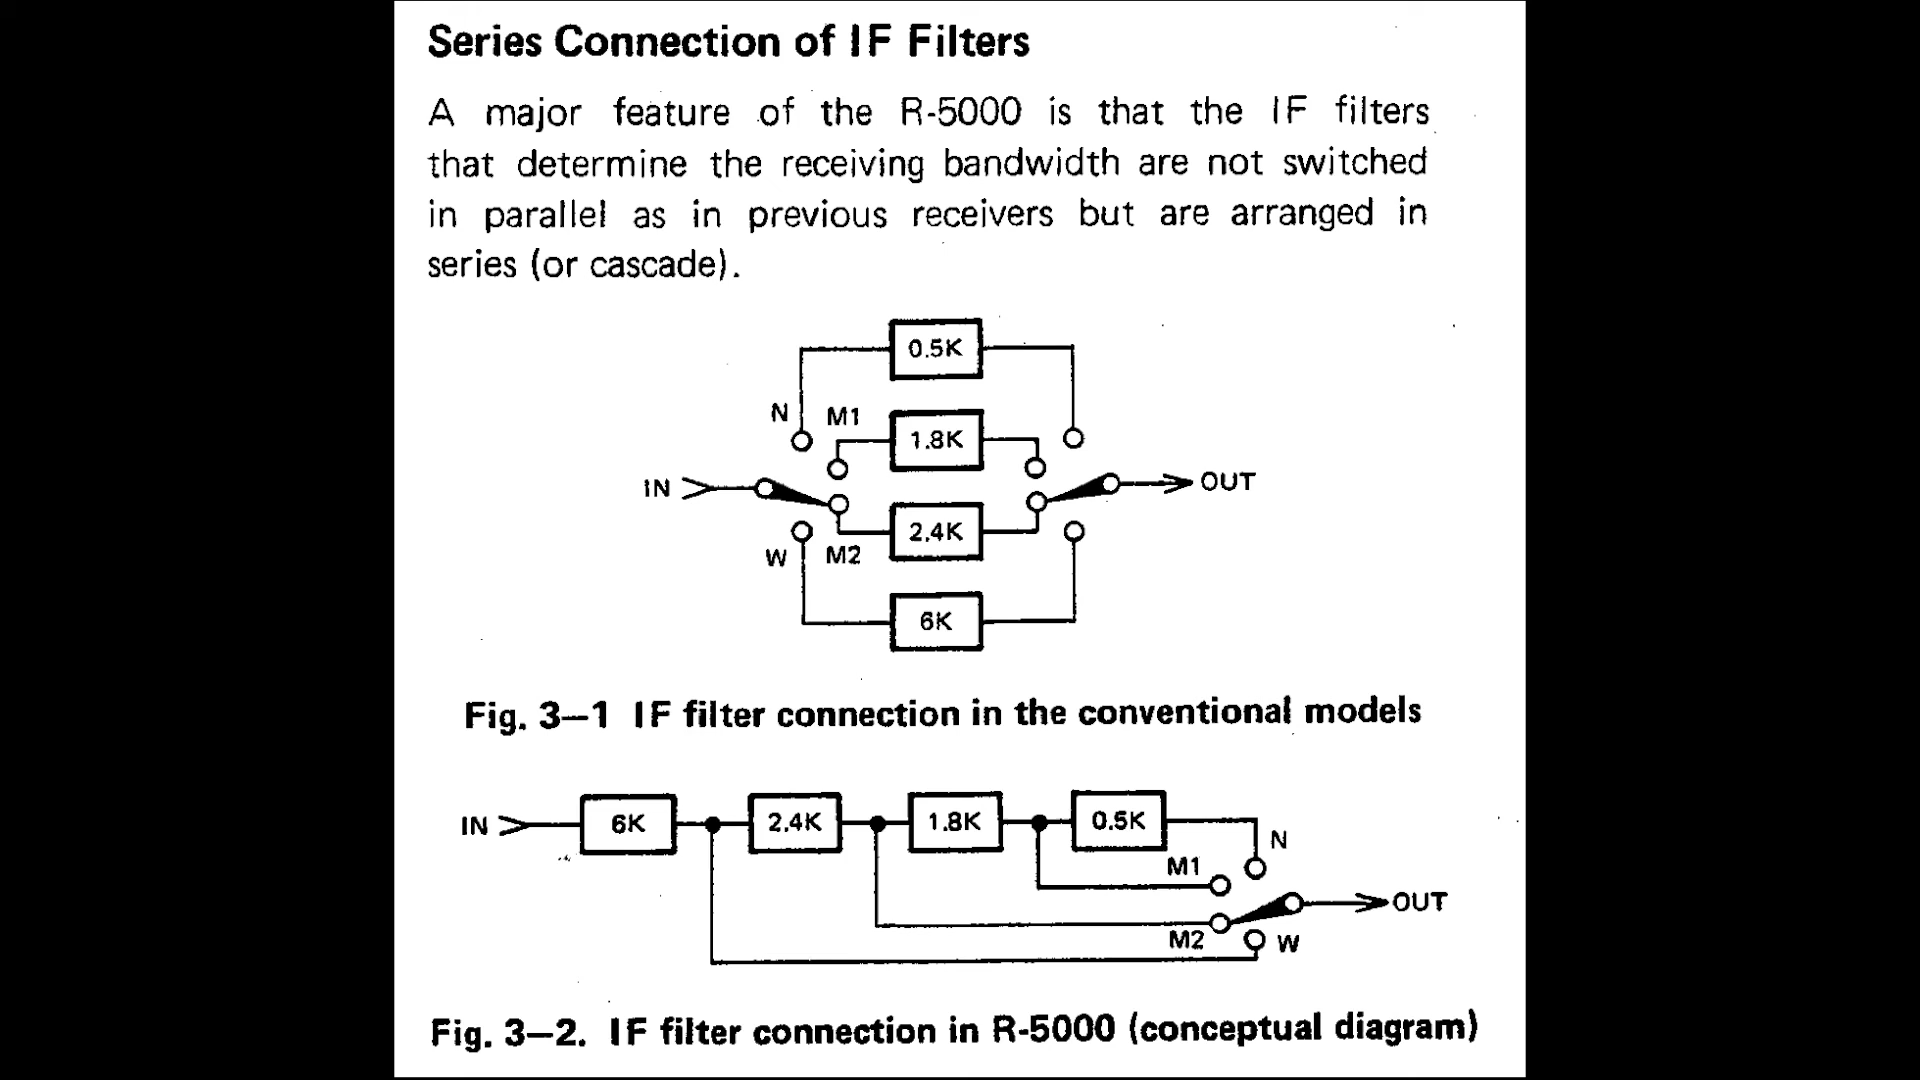 Series Connection of IF Filters
A major feature of the R-5000 is that the IF filters
that determine the receiving bandwidth are not switched
in parallel as in previous receivers but are arranged in
series (or cascade).
0.5K
N M1
1.8K
IN OUT
2.4K
W M2
6K
Fig. 3–1 IF filter connection in the conventional models
IN 6K 2.4K 1.8K 0.5K
N
M1
OUT
M2 W
Fig. 3–2. IF filter connection in R-5000 (conceptual diagram)